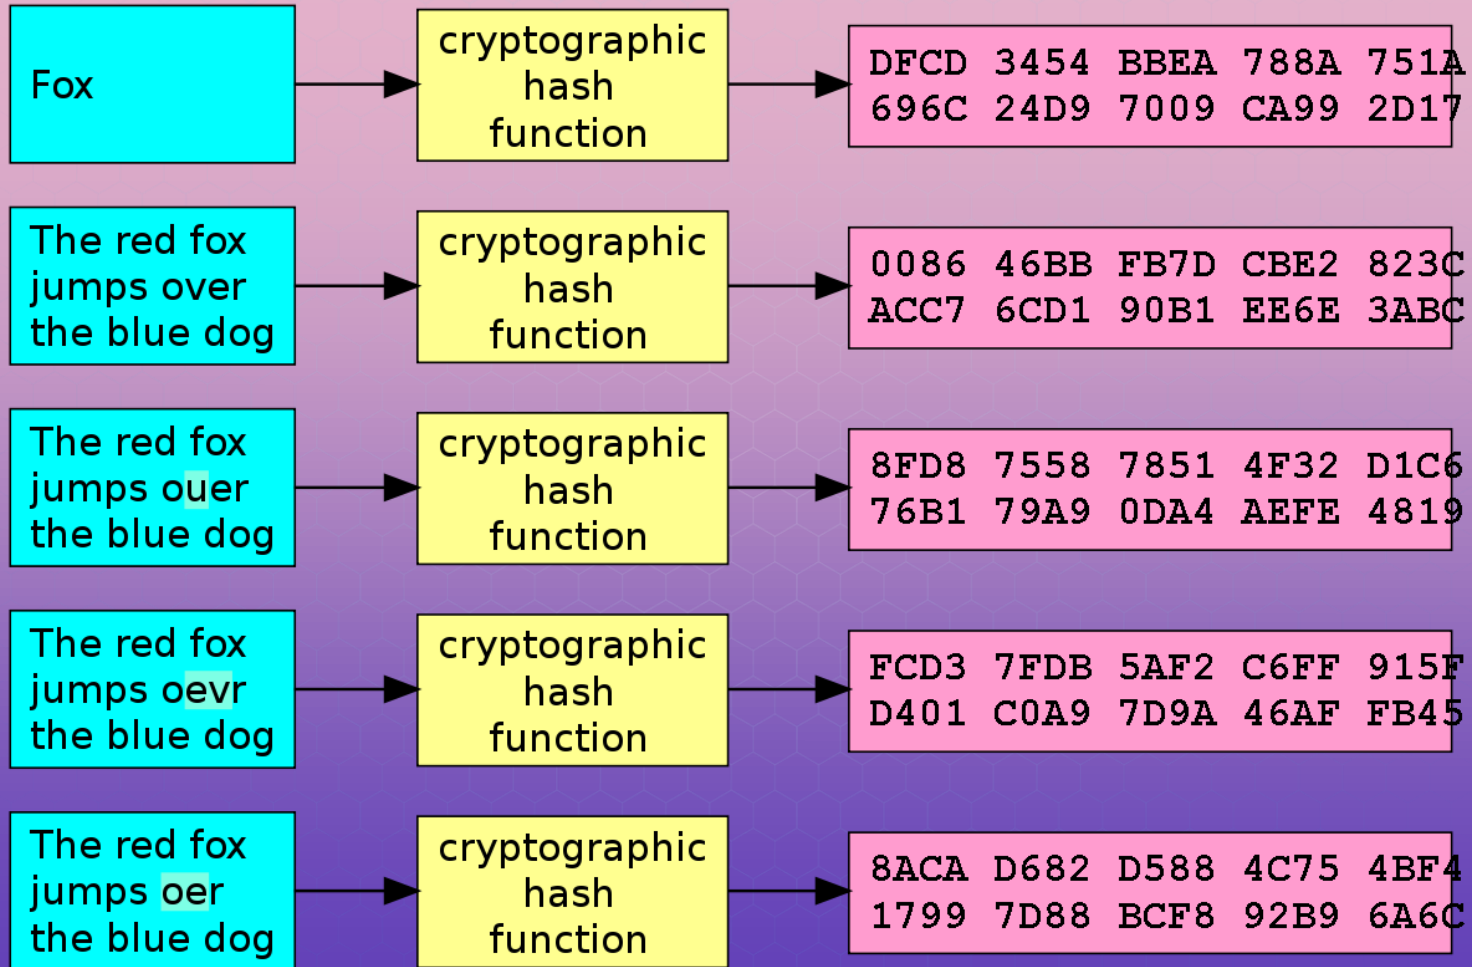 Fox
cryptographic
hash
function
DFCD 3454 BBEA 788A 751A
696C 24D9 7009 CA99 2D17
The red fox
jumps over
the blue dog
cryptographic
hash
function
0086 46BB FB7D CBE2 823C
ACC7 6CD1 90B1 EE6E 3ABC
The red fox
jumps ouer
the blue dog
cryptographic
hash
function
8FD8 7558 7851 4F32 D1C6
76B1 79A9 0DA4 AEFE 4819
The red fox
jumps oevr
the blue dog
cryptographic
hash
function
FCD3 7FDB 5AF2 C6FF 915F
D401 C0A9 7D9A 46AF FB45
The red fox
jumps oer
the blue dog
cryptographic
hash
function
8ACA D682 D588 4C75 4BF4
1799 7D88 BCF8 92B9 6A6C